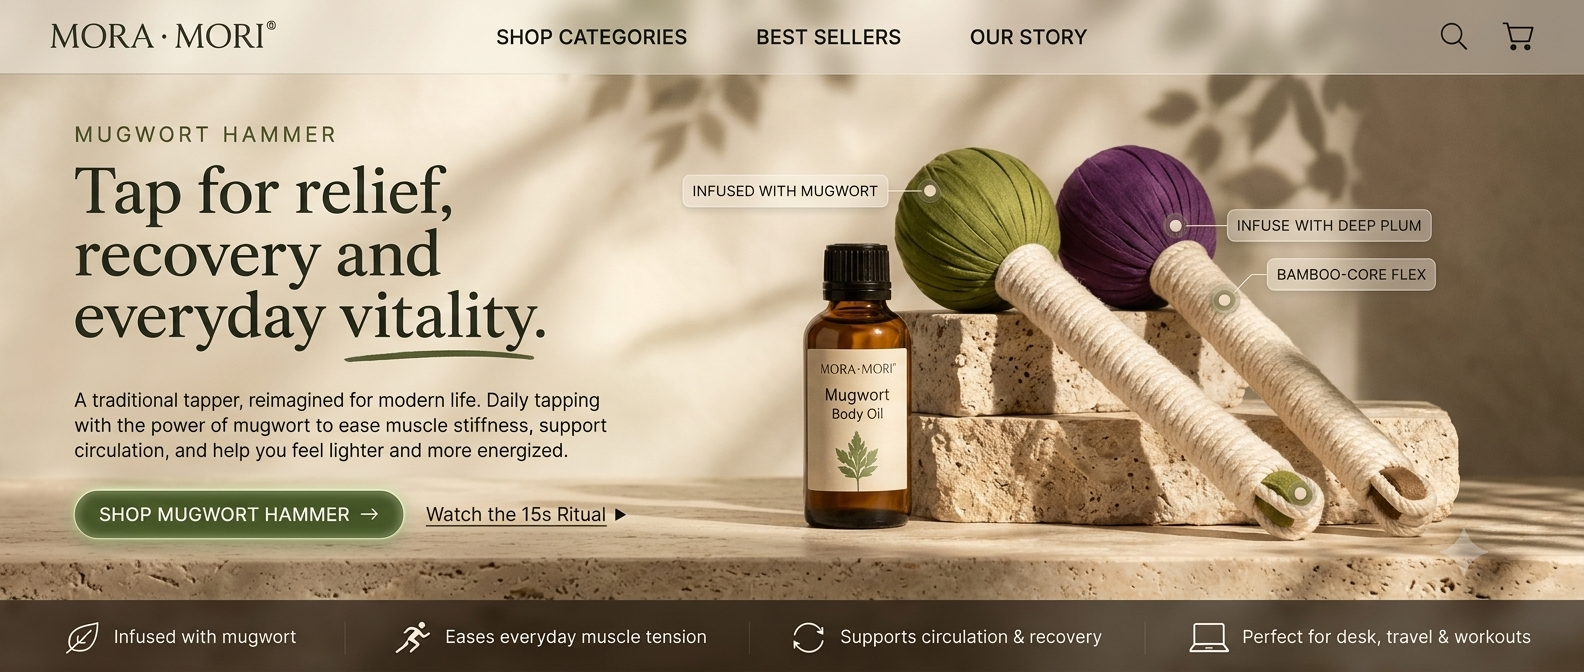 MORA · MORI®
SHOP CATEGORIES
BEST SELLERS
OUR STORY
MUGWORT HAMMER
Tap for relief,
recovery and
everyday vitality.
A traditional tapper, reimagined for modern life. Daily tapping
with the power of mugwort to ease muscle stiffness, support
circulation, and help you feel lighter and more energized.
SHOP MUGWORT HAMMER →
Watch the 15s Ritual ▶
INFUSED WITH MUGWORT
INFUSE WITH DEEP PLUM
BAMBOO-CORE FLEX
MORA·MORI®
Mugwort
Body Oil
Infused with mugwort
Eases everyday muscle tension
Supports circulation & recovery
Perfect for desk, travel & workouts